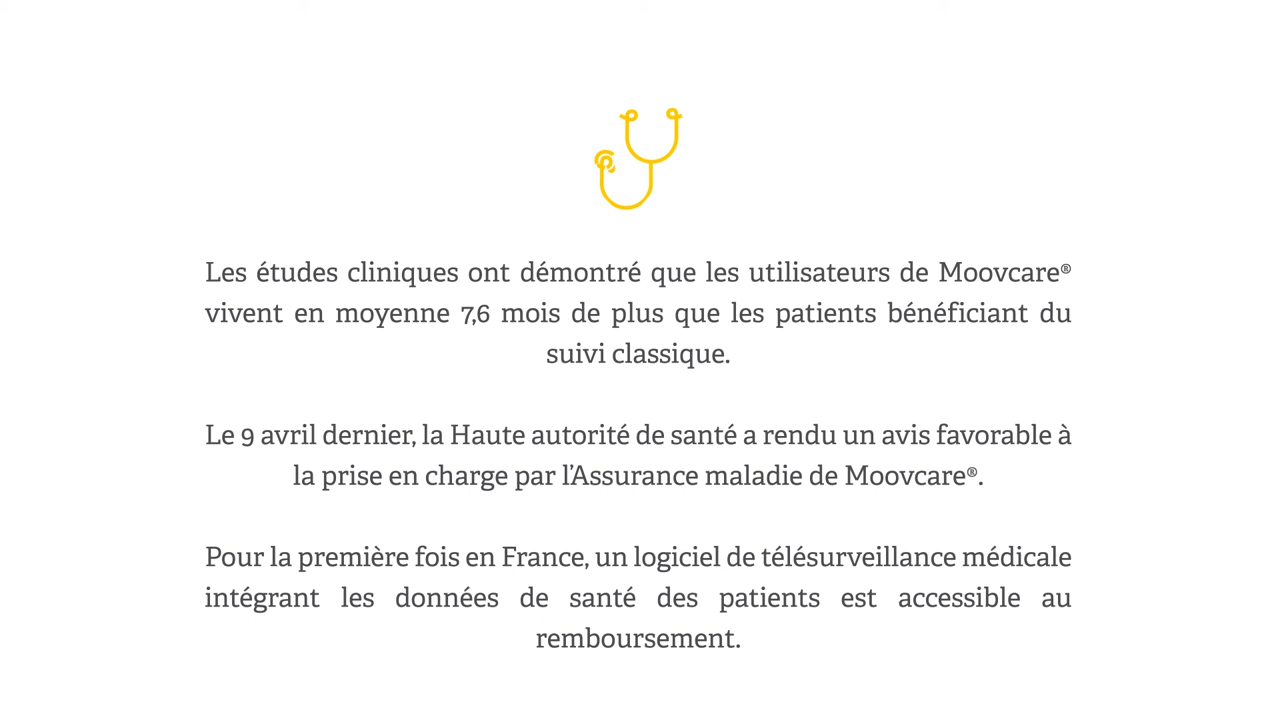 Les études cliniques ont démontré que les utilisateurs de Moovcare®
vivent en moyenne 7,6 mois de plus que les patients bénéficiant du
suivi classique.
Le 9 avril dernier, la Haute autorité de santé a rendu un avis favorable à
la prise en charge par l’Assurance maladie de Moovcare®.
Pour la première fois en France, un logiciel de télésurveillance médicale
intégrant les données de santé des patients est accessible au
remboursement.